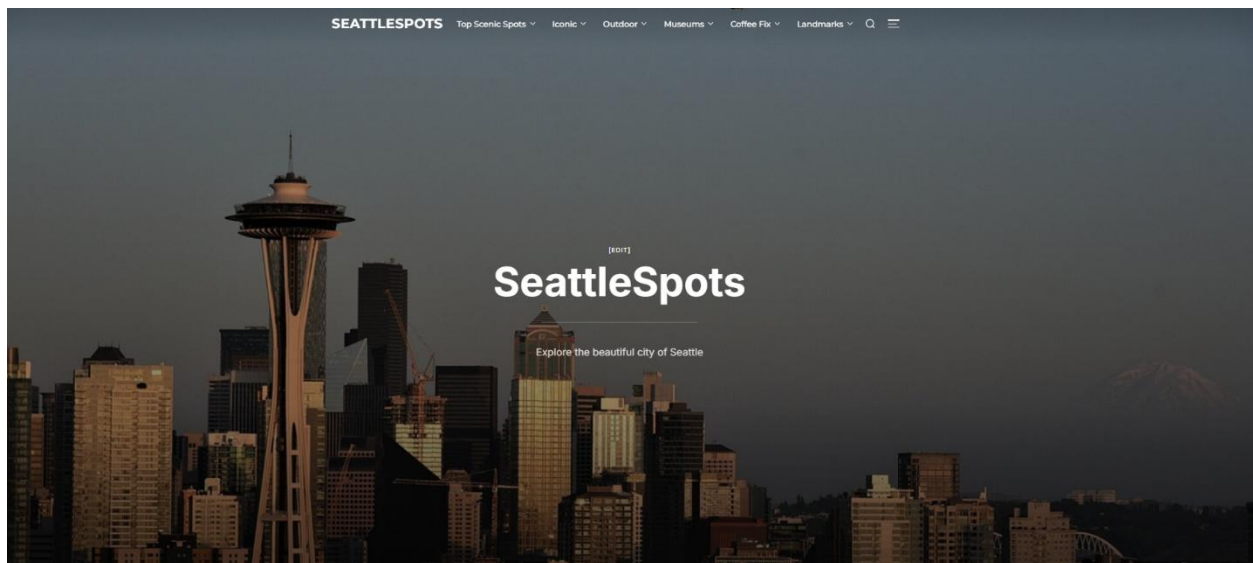 SEATTLESPOTS Top Scenic Spots Iconic Outdoor Museums Coffee Fix Landmarks
[EDIT]
SeattleSpots
Explore the beautiful city of Seattle